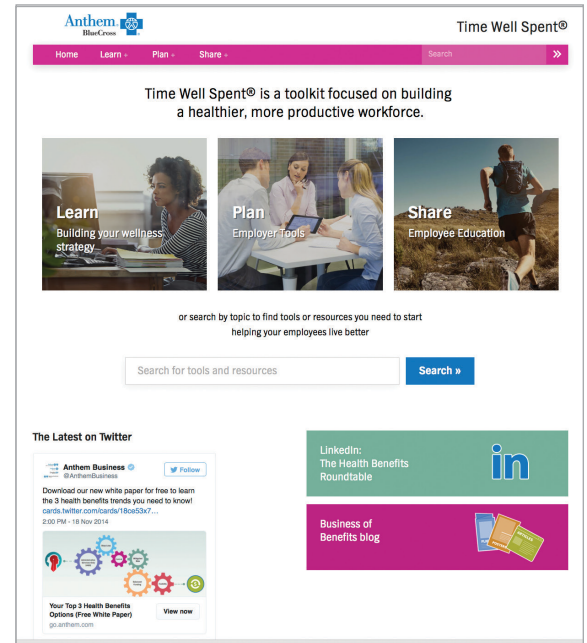 Anthem
BlueCross
Time Well Spent®
Home Learn + Plan + Share + Search »
Time Well Spent® is a toolkit focused on building
a healthier, more productive workforce.
Learn
Building your wellness
strategy
Plan
Employer Tools
Share
Employee Education
or search by topic to find tools or resources you need to start
helping your employees live better
Search for tools and resources Search »
The Latest on Twitter
Anthem Business
@AnthemBusiness
Follow
Download our new white paper for free to learn
the 3 health benefits trends you need to know!
cards.twitter.com/cards/18ce53x7...
2:00 PM - 18 Nov 2014
Your Top 3 Health Benefits
Options (Free White Paper)
go.anthem.com
View now
LinkedIn:
The Health Benefits
Roundtable
in
Business of
Benefits blog